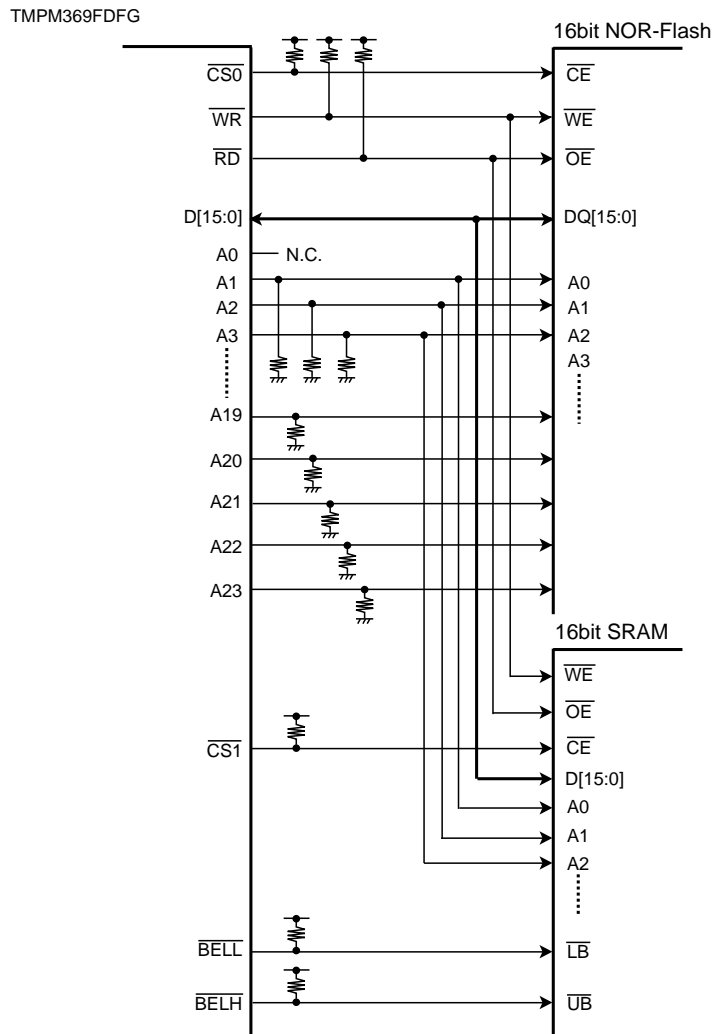 TMPM369FDFG
16bit NOR-Flash
CS0 CE
WR WE
RD OE
D[15:0] DQ[15:0]
A0 N.C.
A1 A0
A2 A1
A3 A2
A3
A19
A20
A21
A22
A23
16bit SRAM
WE
OE
CS1 CE
D[15:0]
A0
A1
A2
BELL LB
BELH UB